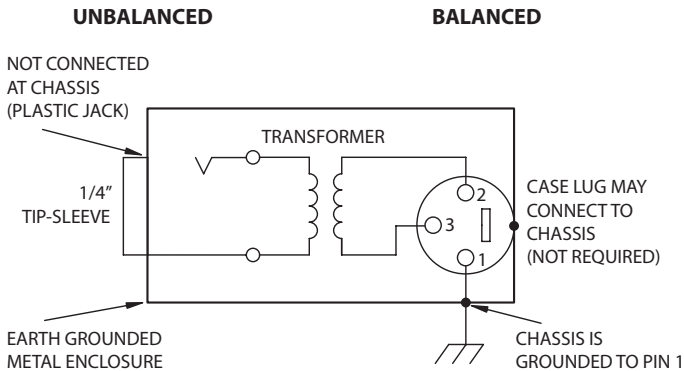 UNBALANCED
BALANCED
NOT CONNECTED
AT CHASSIS
(PLASTIC JACK)
TRANSFORMER
1/4”
TIP-SLEEVE
2
3
1
CASE LUG MAY
CONNECT TO
CHASSIS
(NOT REQUIRED)
EARTH GROUNDED
METAL ENCLOSURE
CHASSIS IS
GROUNDED TO PIN 1